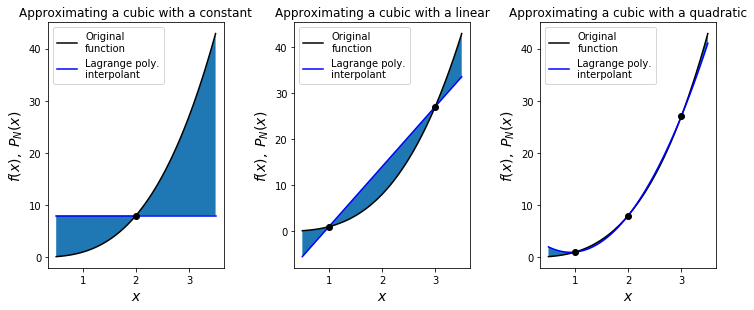 Approximating a cubic with a constant
Original
function
Lagrange poly.
interpolant
40
30
20
10
0
f(x), P_N(x)
1
2
3
x
Approximating a cubic with a linear
Original
function
Lagrange poly.
interpolant
40
30
20
10
0
f(x), P_N(x)
1
2
3
x
Approximating a cubic with a quadratic
Original
function
Lagrange poly.
interpolant
40
30
20
10
0
f(x), P_N(x)
1
2
3
x